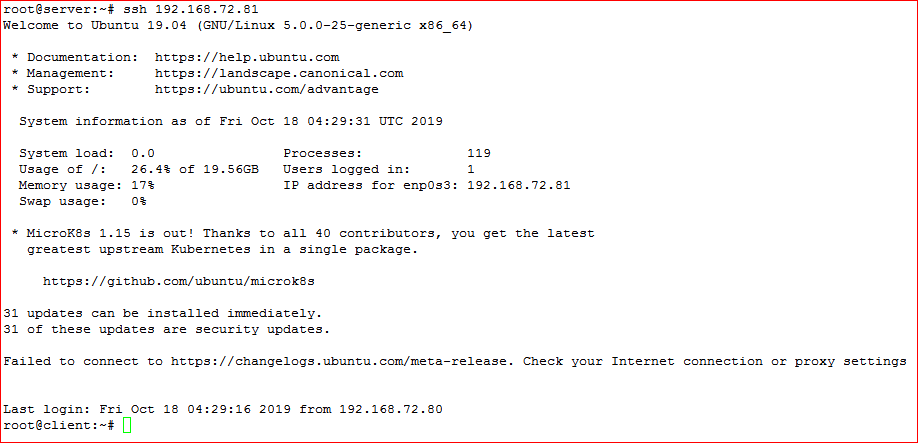 root@server:~# ssh 192.168.72.81
Welcome to Ubuntu 19.04 (GNU/Linux 5.0.0-25-generic x86_64)
* Documentation:  https://help.ubuntu.com
* Management:     https://landscape.canonical.com
* Support:        https://ubuntu.com/advantage
System information as of Fri Oct 18 04:29:31 UTC 2019
System load:  0.0               Processes:             119
Usage of /:   26.4% of 19.56GB   Users logged in:       1
Memory usage: 17%               IP address for enp0s3: 192.168.72.81
Swap usage:   0%
* MicroK8s 1.15 is out! Thanks to all 40 contributors, you get the latest
greatest upstream Kubernetes in a single package.
https://github.com/ubuntu/microk8s
31 updates can be installed immediately.
31 of these updates are security updates.
Failed to connect to https://changelogs.ubuntu.com/meta-release. Check your Internet connection or proxy settings
Last login: Fri Oct 18 04:29:16 2019 from 192.168.72.80
root@client:~#